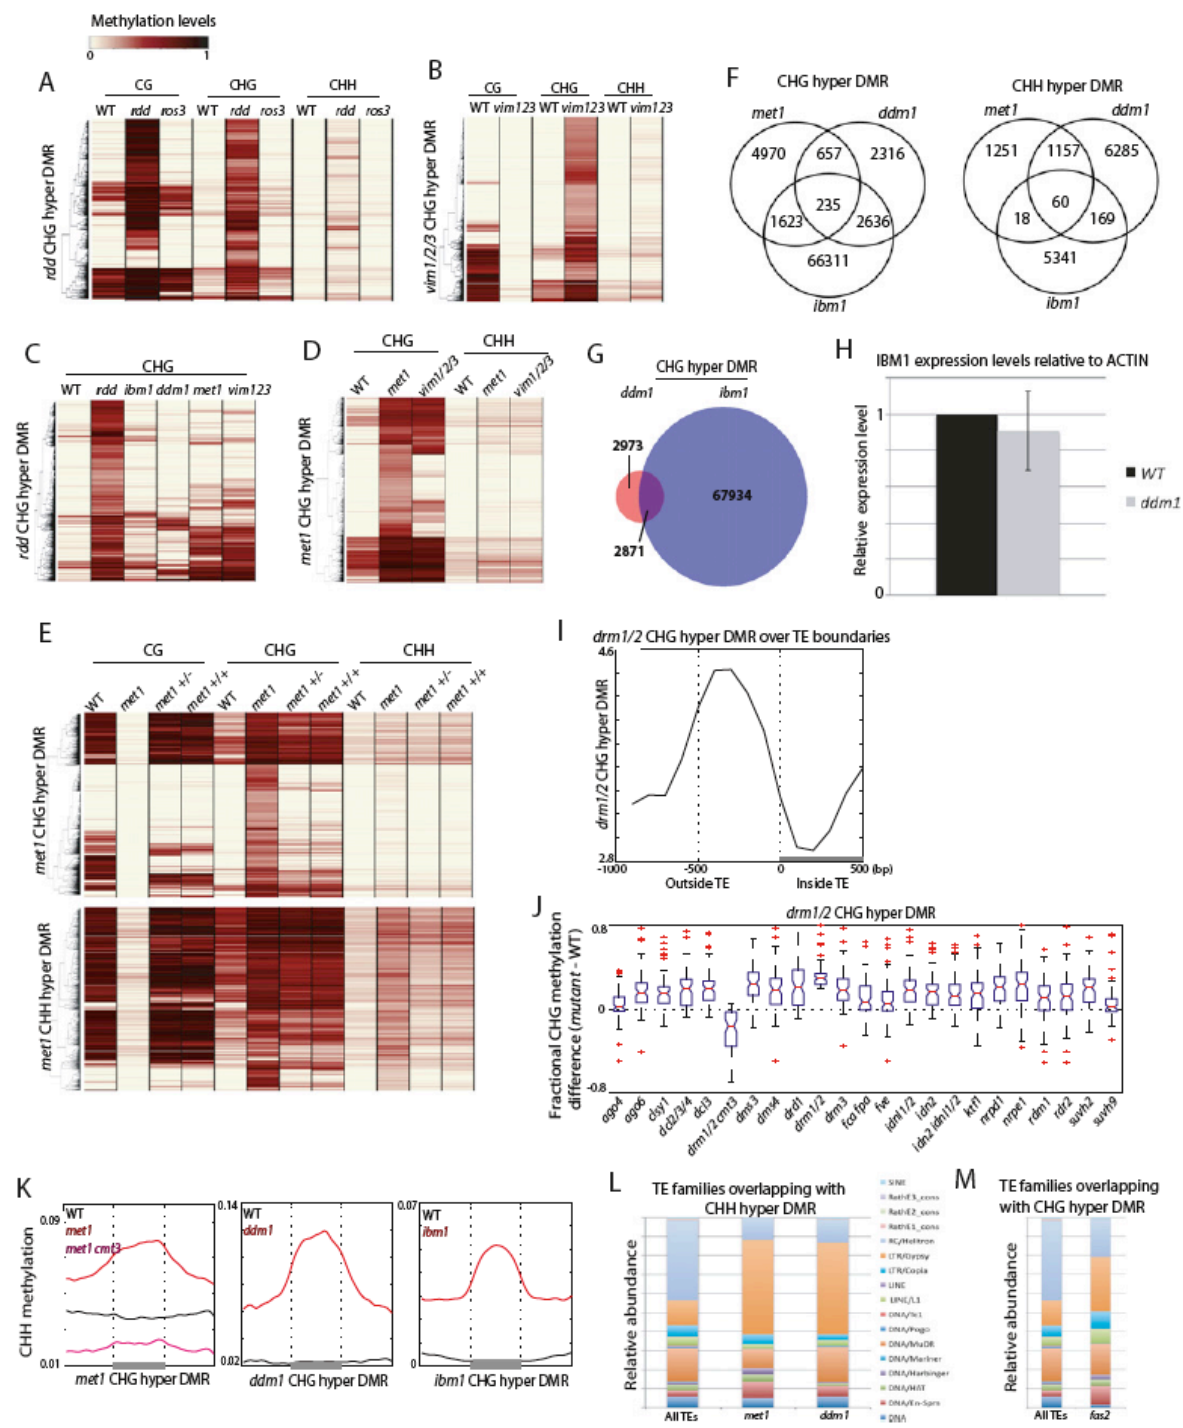 Methylation levels
0 1
A
CG CHG CHH
WT rdd ros3 WT rdd ros3 WT rdd ros3
rdd CHG hyper DMR
B
CG CHG CHH
WT vim123 WT vim123 WT vim123
vim1/2/3 CHG hyper DMR
F
CHG hyper DMR
met1 ddm1
4970 657 2316
235
1623 2636
66311
ibm1
CHH hyper DMR
met1 ddm1
1251 1157 6285
60
18 169
5341
ibm1
C
CHG
WT rdd ibm1 ddm1 met1 vim123
rdd CHG hyper DMR
D
CHG CHH
WT met1 vim1/2/3 WT met1 vim1/2/3
met1 CHG hyper DMR
G
CHG hyper DMR
ddm1 ibm1
2973
67934
2871
H
IBM1 expression levels relative to ACTIN
Relative expression level
1
0
WT
ddm1
E
CG CHG CHH
WT met1 met1 +/- met1 +/+ WT met1 met1 +/- met1 +/+ WT met1 met1 +/- met1 +/+
met1 CHG hyper DMR
met1 CHH hyper DMR
I
drm1/2 CHG hyper DMR over TE boundaries
drm1/2 CHG hyper DMR
4.6
2.8
-1000 -500 0 500 (bp)
Outside TE Inside TE
J
drm1/2 CHG hyper DMR
Fractional CHG methylation
difference (mutant - WT)
0.8
0
-0.8
ago4 ago6 clsy1 dcl2/3/4 dcl3 drm1/2 cmt3 dms3 dms4 drd1 drm1/2 drm3 fca fpa fve idnl1/2 idn2 idn2 idnl1/2 ktf1 nrpd1 nrpe1 rdm1 rdr2 suvh2 suvh9
K
CHH methylation
0.09
0.01
WT
met1
met1 cmt3
met1 CHG hyper DMR
0.14
0.02
WT
ddm1
ddm1 CHG hyper DMR
0.07
0
WT
ibm1
ibm1 CHG hyper DMR
L
TE families overlapping with
CHH hyper DMR
Relative abundance
All TEs met1 ddm1
SINE
RathE3_cons
RathE2_cons
RathE1_cons
RC/Helitron
LTR/Gypsy
LTR/Copia
LINE
LINE/L1
DNA/Tc1
DNA/Pogo
DNA/MuDR
DNA/Mariner
DNA/Harbinger
DNA/HAT
DNA/En-Spm
DNA
M
TE families overlapping
with CHG hyper DMR
Relative abundance
All TEs fas2